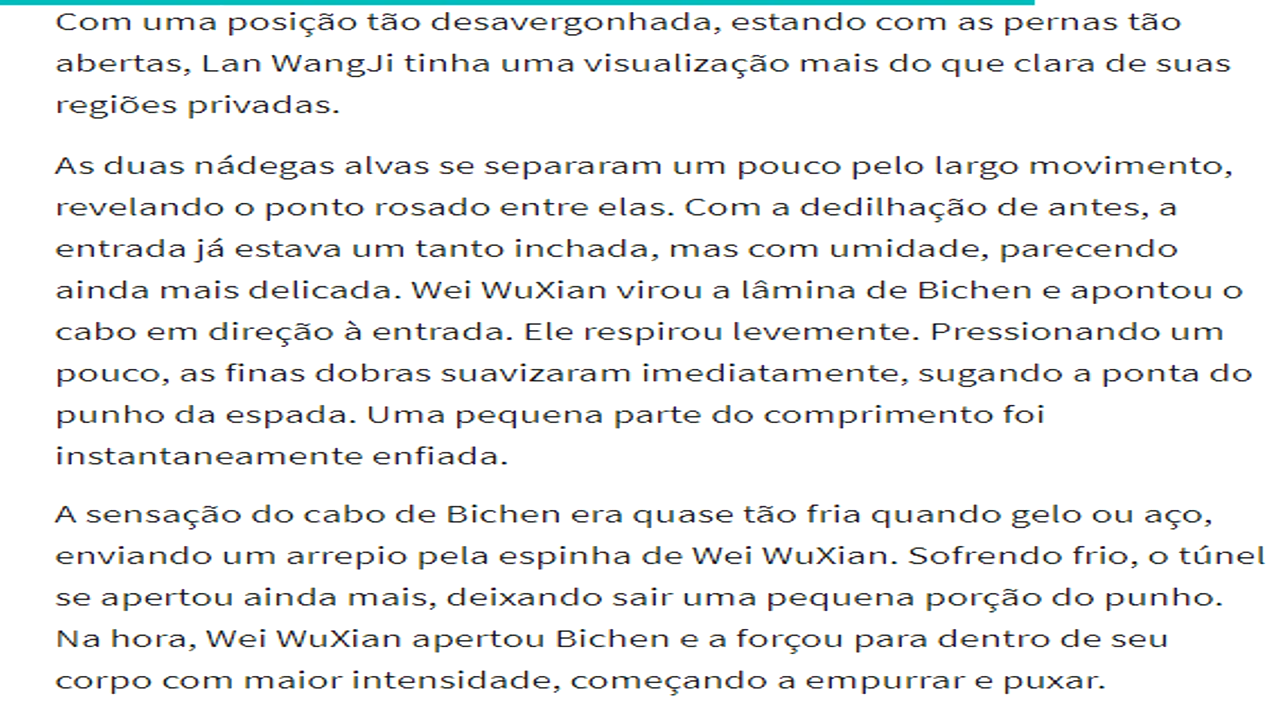 Com uma posição tão desavergonhada, estando com as pernas tão
abertas, Lan WangJi tinha uma visualização mais do que clara de suas
regiões privadas.
As duas nádegas alvas se separaram um pouco pelo largo movimento,
revelando o ponto rosado entre elas. Com a dedilhação de antes, a
entrada já estava um tanto inchada, mas com umidade, parecendo
ainda mais delicada. Wei WuXian virou a lâmina de Bichen e apontou o
cabo em direção à entrada. Ele respirou levemente. Pressionando um
pouco, as finas dobras suavizaram imediatamente, sugando a ponta do
punho da espada. Uma pequena parte do comprimento foi
instantaneamente enfiada.
A sensação do cabo de Bichen era quase tão fria quando gelo ou aço,
enviando um arrepio pela espinha de Wei WuXian. Sofrendo frio, o túnel
se apertou ainda mais, deixando sair uma pequena porção do punho.
Na hora, Wei WuXian apertou Bichen e a forçou para dentro de seu
corpo com maior intensidade, começando a empurrar e puxar.